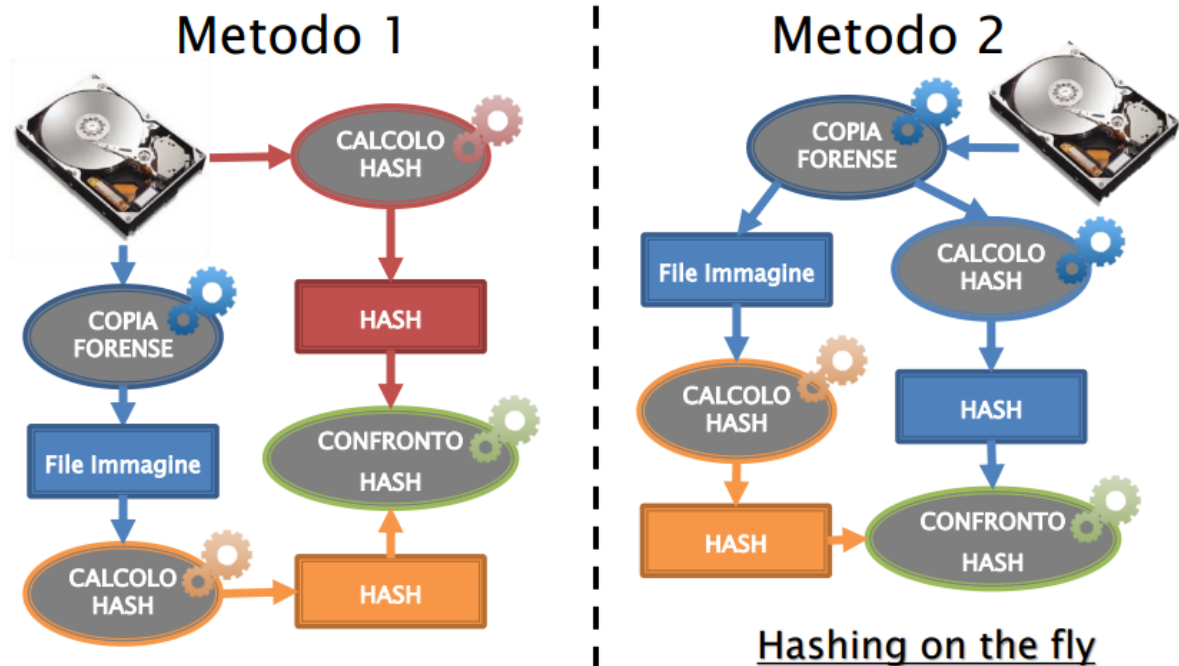 Metodo 1
CALCOLO
HASH
HASH
COPIA
FORENSE
File Immagine
CALCOLO
HASH
HASH
CONFRONTO
HASH
Metodo 2
COPIA
FORENSE
File Immagine
CALCOLO
HASH
CALCOLO
HASH
HASH
HASH
CONFRONTO
HASH
Hashing on the fly